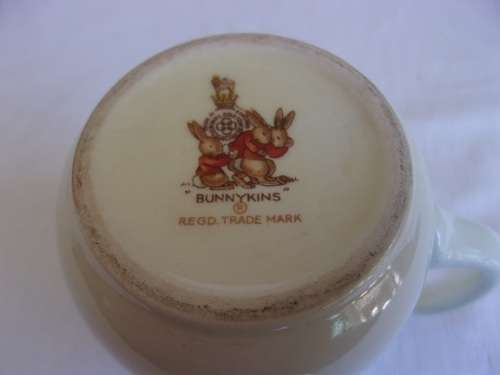 "BUNNYKINS"
®
REGD. TRADE MARK